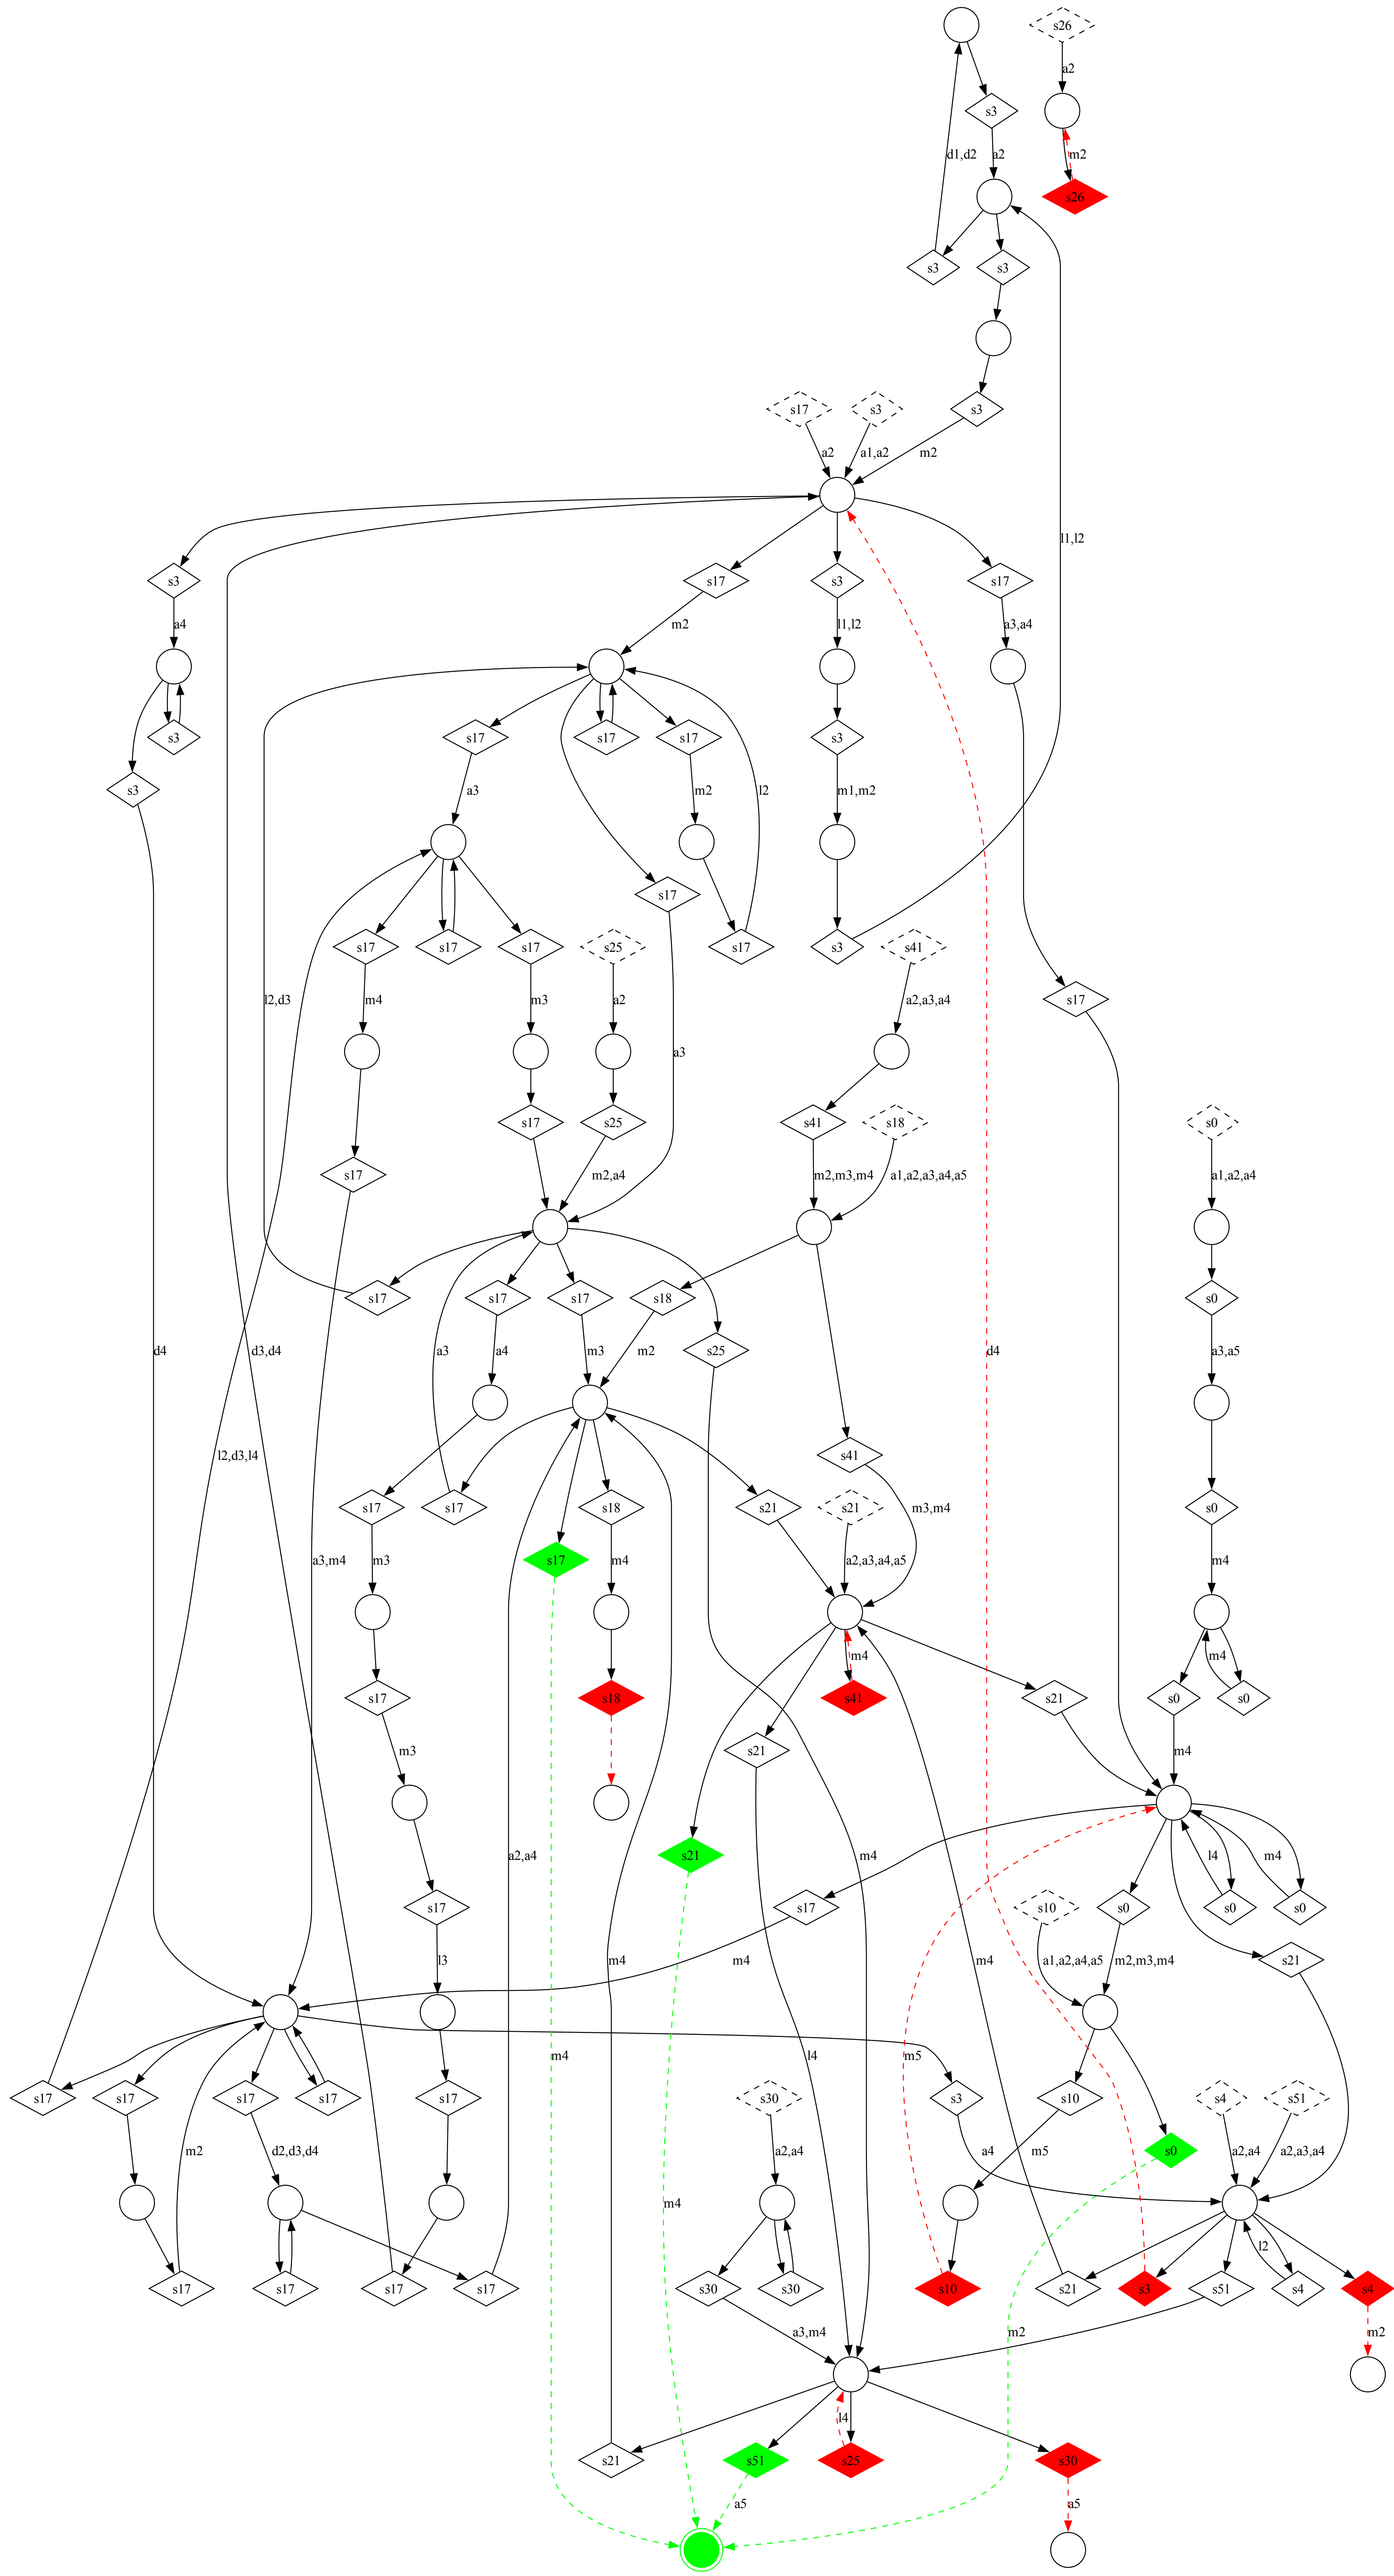 s26
a2
s3
d1,d2
a2
m2
s26
s3
s3
s17
s3
s3
a2
a1,a2
m2
l1,l2
s3
s17
s3
s17
a4
m2
l1,l2
a3,a4
s3
s17
s17
s17
s3
s3
a3
m2
l2
m1,m2
s17
s17
s17
s17
s25
s17
s3
s41
l2,d3
m4
m3
a2
a2,a3,a4
s17
a3
s17
s25
s41
s18
s0
s17
m2,a4
m2,m3,m4
a1,a2,a3,a4,a5
a1,a2,a4
s17
s17
s17
s18
s0
d4
d3,d4
a3
a4
m3
m2
s25
d4
a3,a5
l2,d3,l4
s41
s17
s17
s18
s21
s21
m3,m4
s0
a3,m4
m3
s17
m4
a2,a3,a4,a5
m4
m4
s17
s18
s41
s21
s0
s0
m3
s21
m4
a2,a4
s21
m4
l4
m4
s17
s17
s10
s0
s0
s0
l3
m4
m4
m4
a1,a2,a4,a5
m2,m3,m4
s21
m4
l4
m5
s17
s17
s17
s17
s17
s30
s3
s10
s4
s51
m2
d2,d3,d4
a2,a4
a4
m5
s0
a2,a4
a2,a3,a4
m4
l2
s17
s17
s17
s17
s30
s30
s10
s21
s3
s51
s4
s4
a3,m4
m2
m2
l4
s21
s51
s25
s30
a5
a5